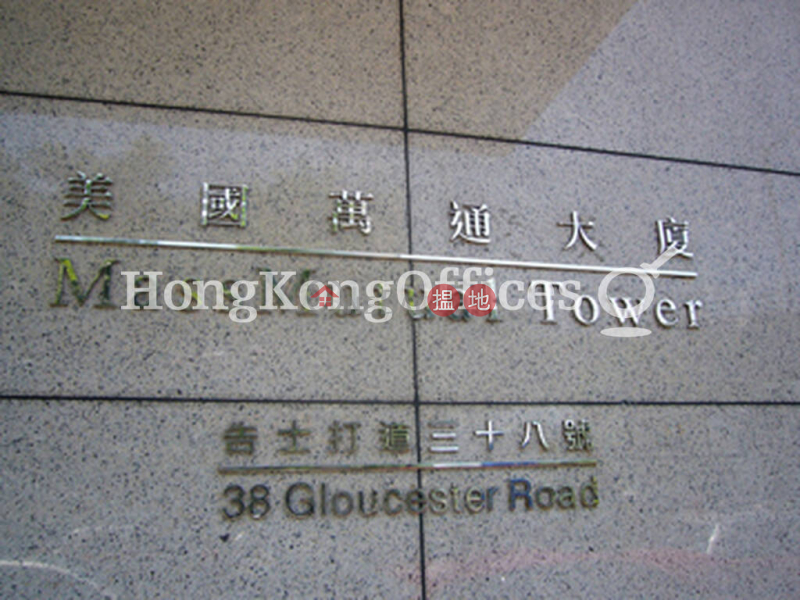 美國萬通大廈
Tower
HongKongOffices
搵地
告士打道三十八號
38 Gloucester Road